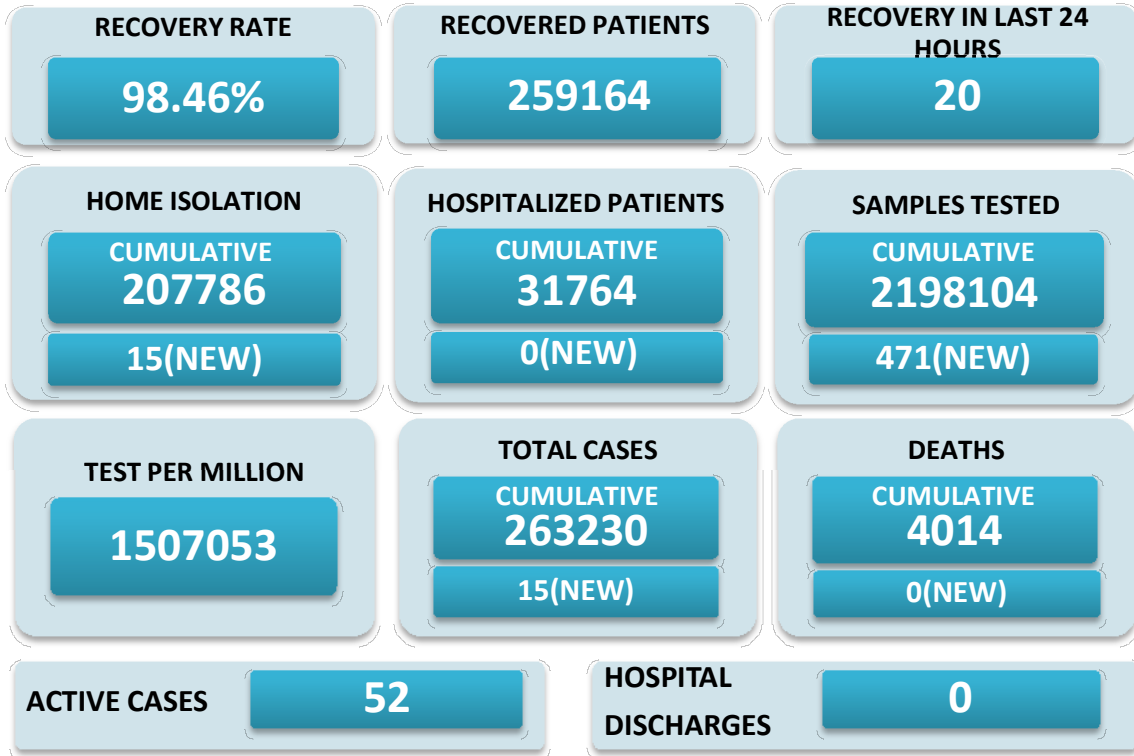 RECOVERY RATE
98.46%
RECOVERED PATIENTS
259164
RECOVERY IN LAST 24
HOURS
20
HOME ISOLATION
CUMULATIVE
207786
15(NEW)
HOSPITALIZED PATIENTS
CUMULATIVE
31764
0(NEW)
SAMPLES TESTED
CUMULATIVE
2198104
471(NEW)
TEST PER MILLION
1507053
TOTAL CASES
CUMULATIVE
263230
15(NEW)
DEATHS
CUMULATIVE
4014
0(NEW)
ACTIVE CASES
52
HOSPITAL
DISCHARGES
0